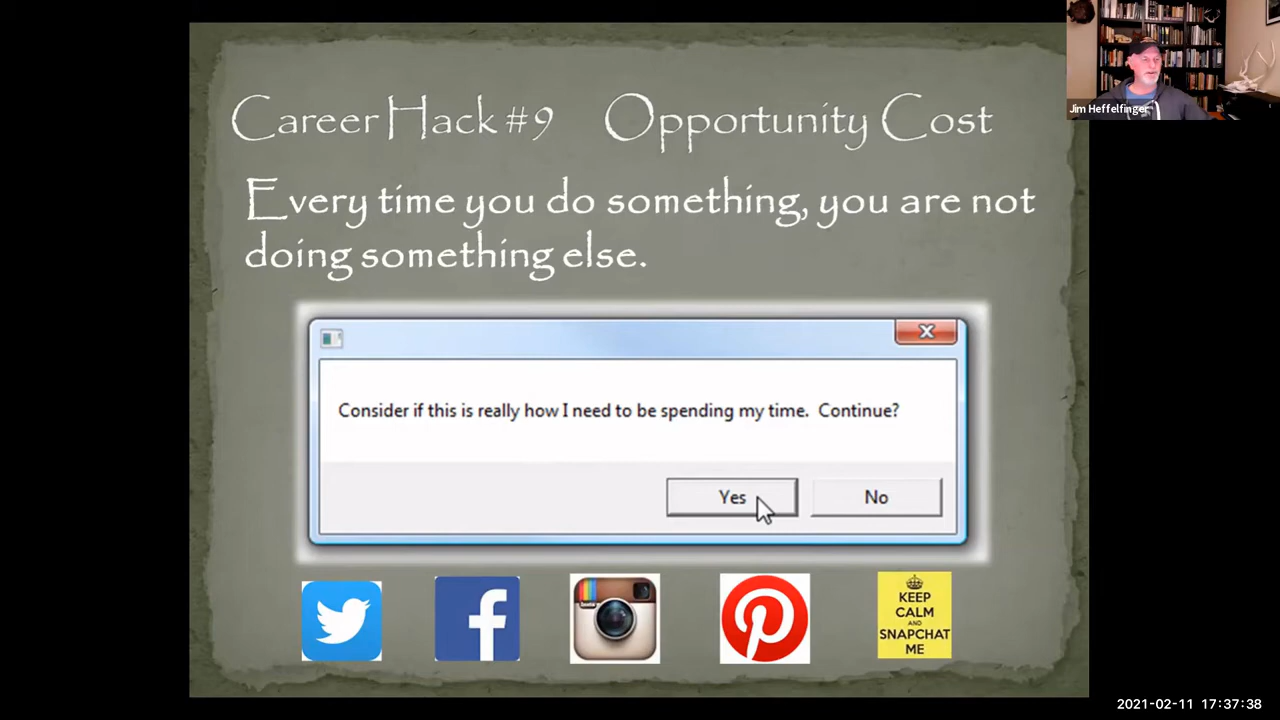 Career Hack #9 Opportunity Cost
Jim Heffelfinger
Every time you do something, you are not
doing something else.
Consider if this is really how I need to be spending my time. Continue?
Yes No
KEEP
CALM
AND
SNAPCHAT
ME
2021-02-11 17:37:38